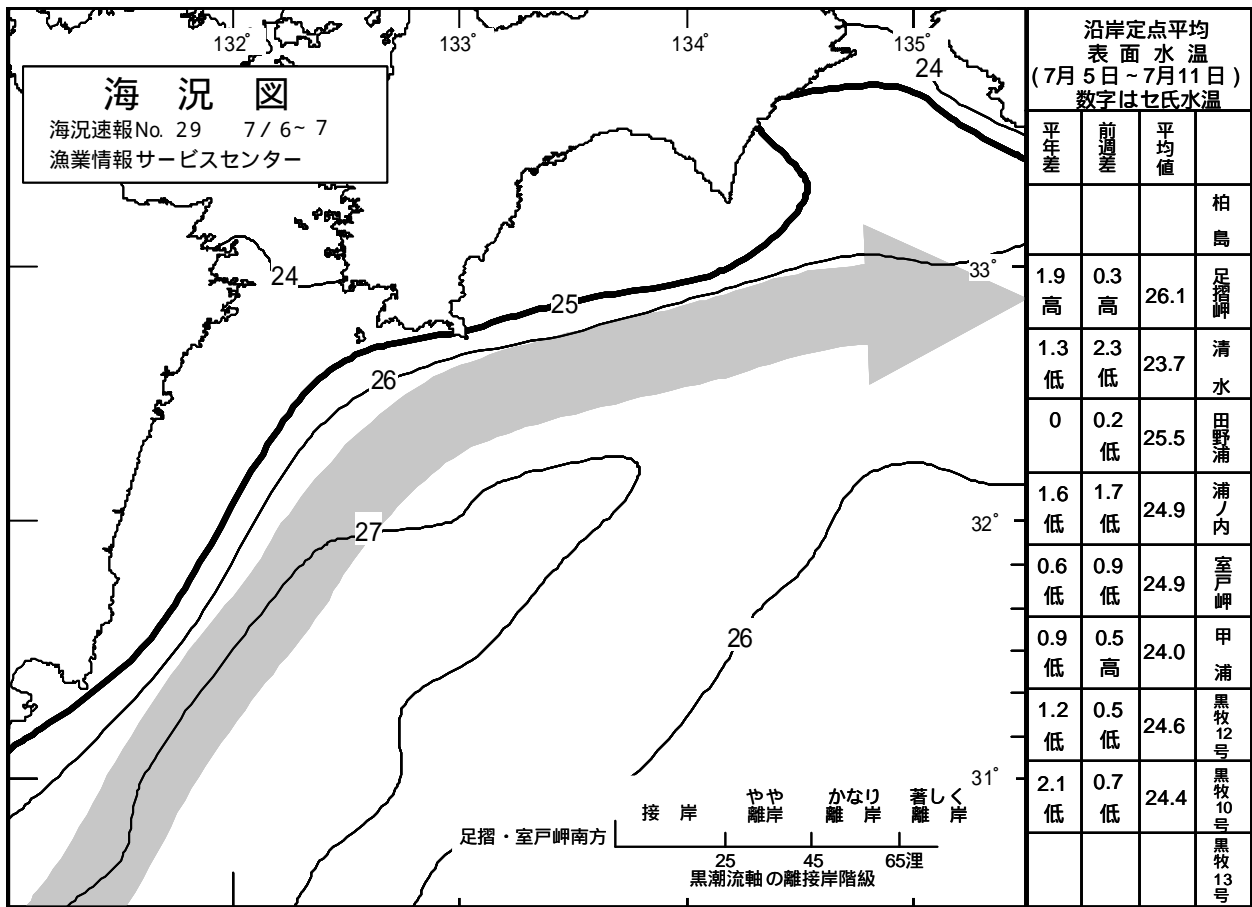 132°
133°
134°
135°
海況図
海況速報No. 29 7/6~7
漁業情報サービスセンター
24
24
25
26
27
26
33°
32°
31°
接岸
やや離岸
かなり離岸
著しく離岸
足摺・室戸岬南方
25 45 65浬
黒潮流軸の離接岸階級
沿岸定点平均
表面水温
(7月5日~7月11日)
数字はセ氏水温
平年差 前週差 平均値
柏島
1.9高 0.3高 26.1 足摺岬
1.3低 2.3低 23.7 清水
0 0.2低 25.5 田野浦
1.6低 1.7低 24.9 浦ノ内
0.6低 0.9低 24.9 室戸岬
0.9低 0.5高 24.0 甲浦
1.2低 0.5低 24.6 黒牧12号
2.1低 0.7低 24.4 黒牧10号
黒牧13号